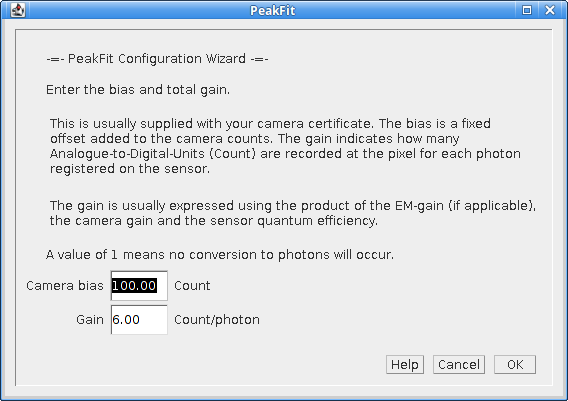 PeakFit
-=- PeakFit Configuration Wizard -=-
Enter the bias and total gain.
This is usually supplied with your camera certificate. The bias is a fixed
offset added to the camera counts. The gain indicates how many
Analogue-to-Digital-Units (Count) are recorded at the pixel for each photon
registered on the sensor.
The gain is usually expressed using the product of the EM-gain (if applicable),
the camera gain and the sensor quantum efficiency.
A value of 1 means no conversion to photons will occur.
Camera bias 100.00 Count
Gain 6.00 Count/photon
Help Cancel OK